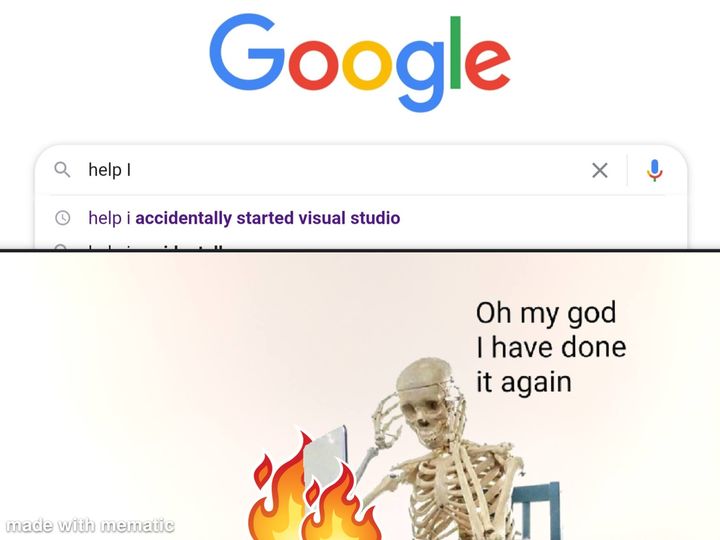 Google
help I
help i accidentally started visual studio
Oh my god
I have done
it again
made with mematic